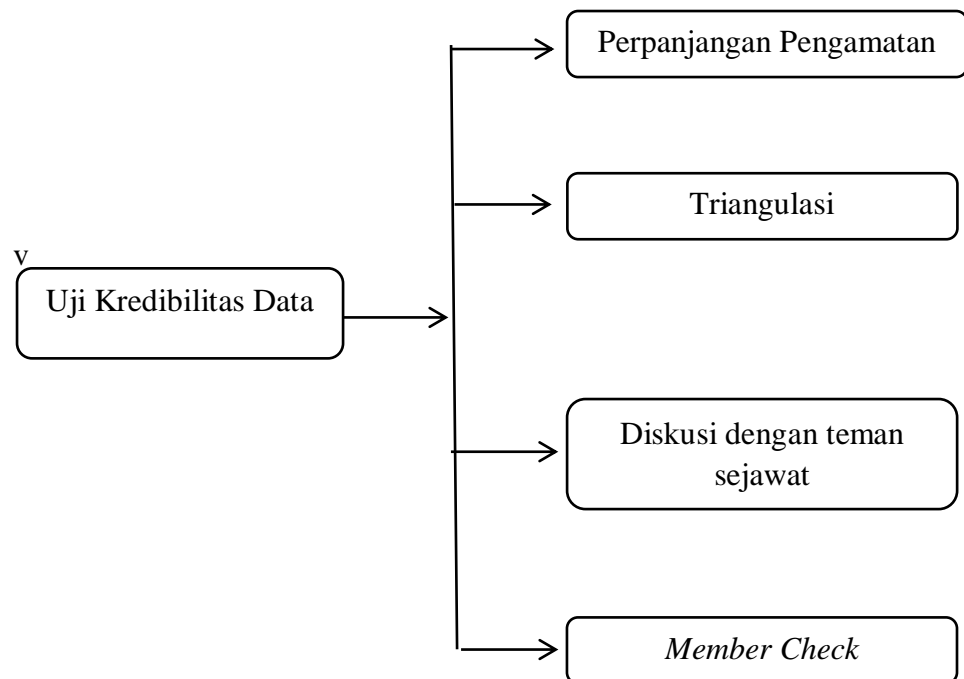 Perpanjangan Pengamatan
Triangulasi
v
Uji Kredibilitas Data
Diskusi dengan teman
sejawat
Member Check